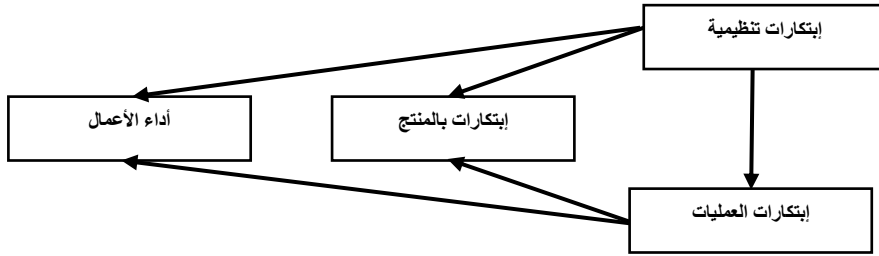 إبتكارات تنظيمية
إبتكارات بالمنتج
أداء الأعمال
إبتكارات العمليات